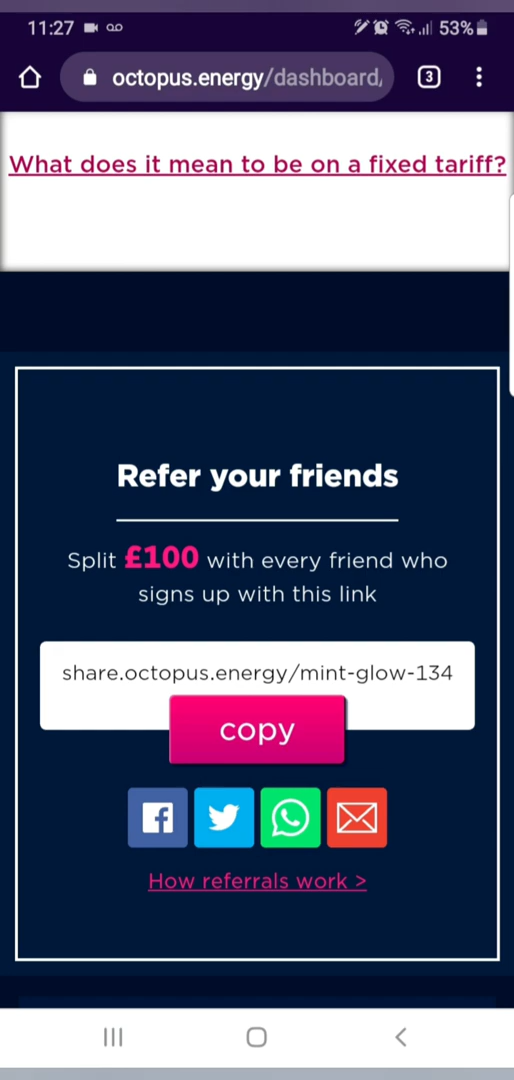 11:27 53%
octopus.energy/dashboard/ 3
What does it mean to be on a fixed tariff?
Refer your friends
Split £100 with every friend who
signs up with this link
share.octopus.energy/mint-glow-134
copy
How referrals work >